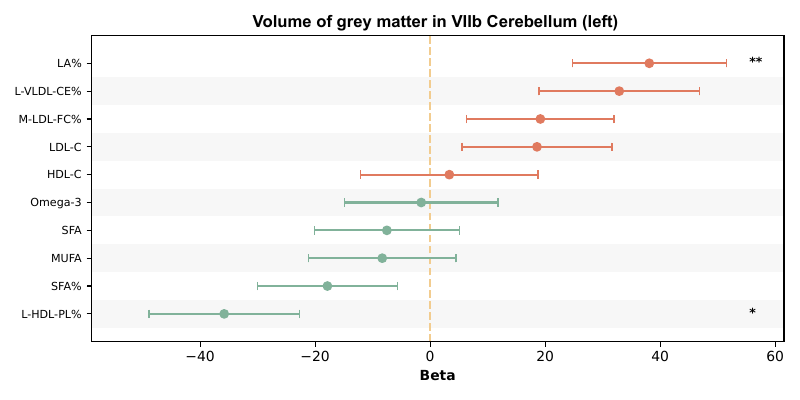 Volume of grey matter in VIIb Cerebellum (left)
LA% **
L-VLDL-CE%
M-LDL-FC%
LDL-C
HDL-C
Omega-3
SFA
MUFA
SFA%
L-HDL-PL% *
−40 −20 0 20 40 60
Beta